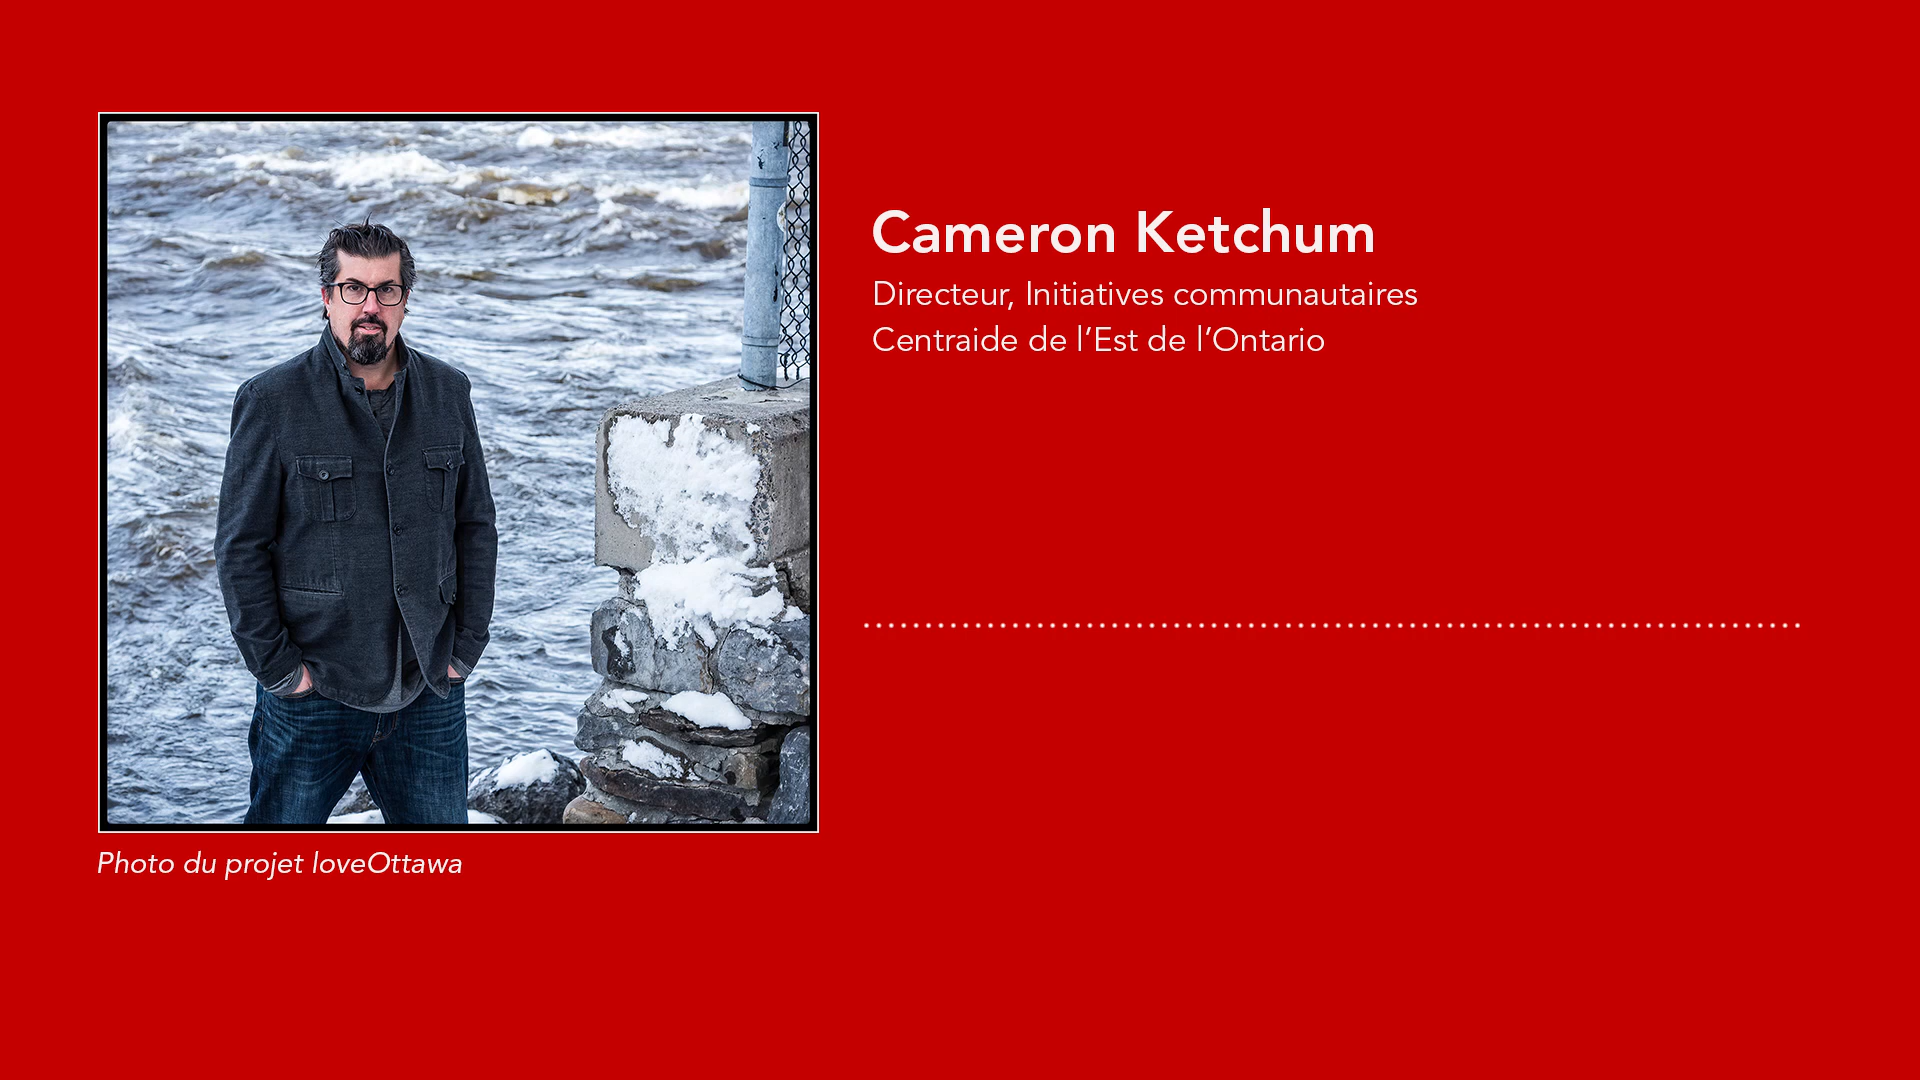 Cameron Ketchum
Directeur, Initiatives communautaires
Centraide de l’Est de l’Ontario
Photo du projet loveOttawa